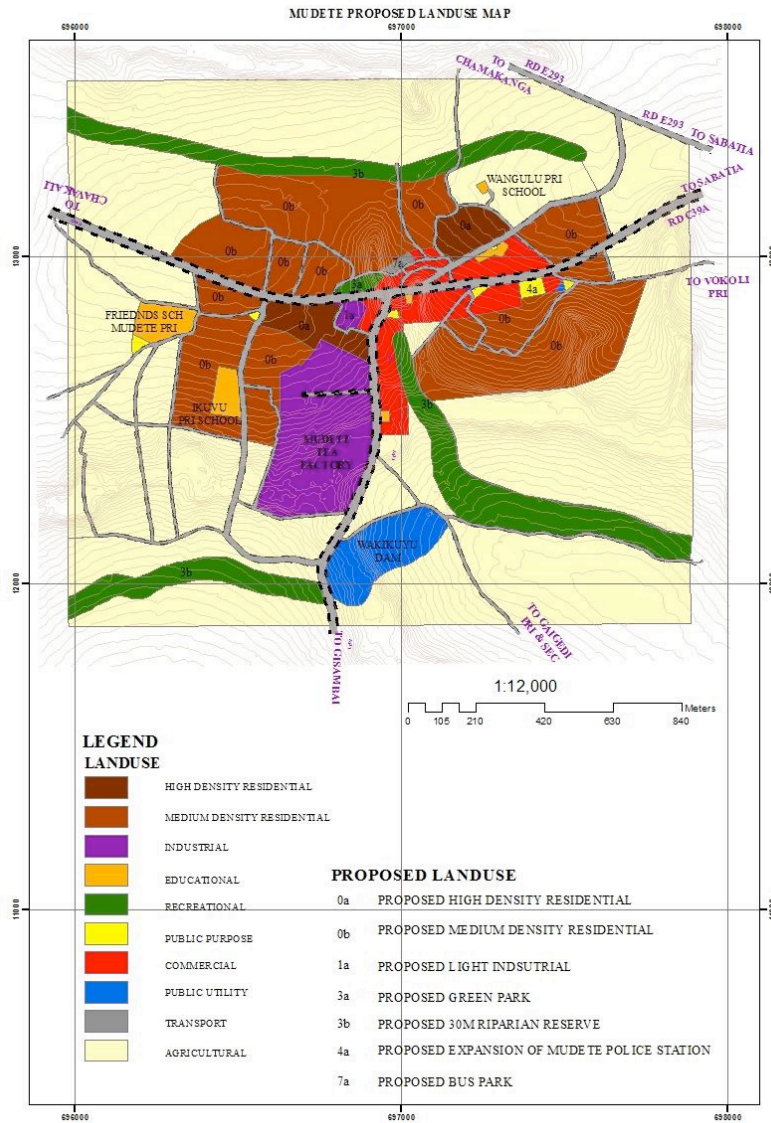 MUDETE PROPOSED LANDUSE MAP
696000
697000
698000
TO CHAMAKANGA
RD E293
RD E293 TO SABATIA
3b
WANGULU PRI
SCHOOL
TO SABATIA
RD C39A
TO
CHAVAKALI
0b
0b
0a
0b
0b
0b
0b
7a
13000
TO VOKOLI
PRI
3a
4a
0b
FRIEDNDS SCH
MUDETE PRI
0a
1a
0b
0b
0b
0b
IKUVU
PRI SCHOOL
3b
MUDETE
TEA
FACTORY
WAKIKUYU
DAM
3b
12000
TO GISAMBAI
TO GAIGEDI
PRI & SEC
1:12,000
Meters
0 105 210 420 630 840
LEGEND
LANDUSE
HIGH DENSITY RESIDENTIAL
MEDIUM DENSITY RESIDENTIAL
INDUSTRIAL
EDUCATIONAL
RECREATIONAL
PUBLIC PURPOSE
COMMERCIAL
PUBLIC UTILITY
TRANSPORT
AGRICULTURAL
PROPOSED LANDUSE
0a PROPOSED HIGH DENSITY RESIDENTIAL
0b PROPOSED MEDIUM DENSITY RESIDENTIAL
1a PROPOSED LIGHT INDSUTRIAL
3a PROPOSED GREEN PARK
3b PROPOSED 30M RIPARIAN RESERVE
4a PROPOSED EXPANSION OF MUDETE POLICE STATION
7a PROPOSED BUS PARK
696000
697000
698000